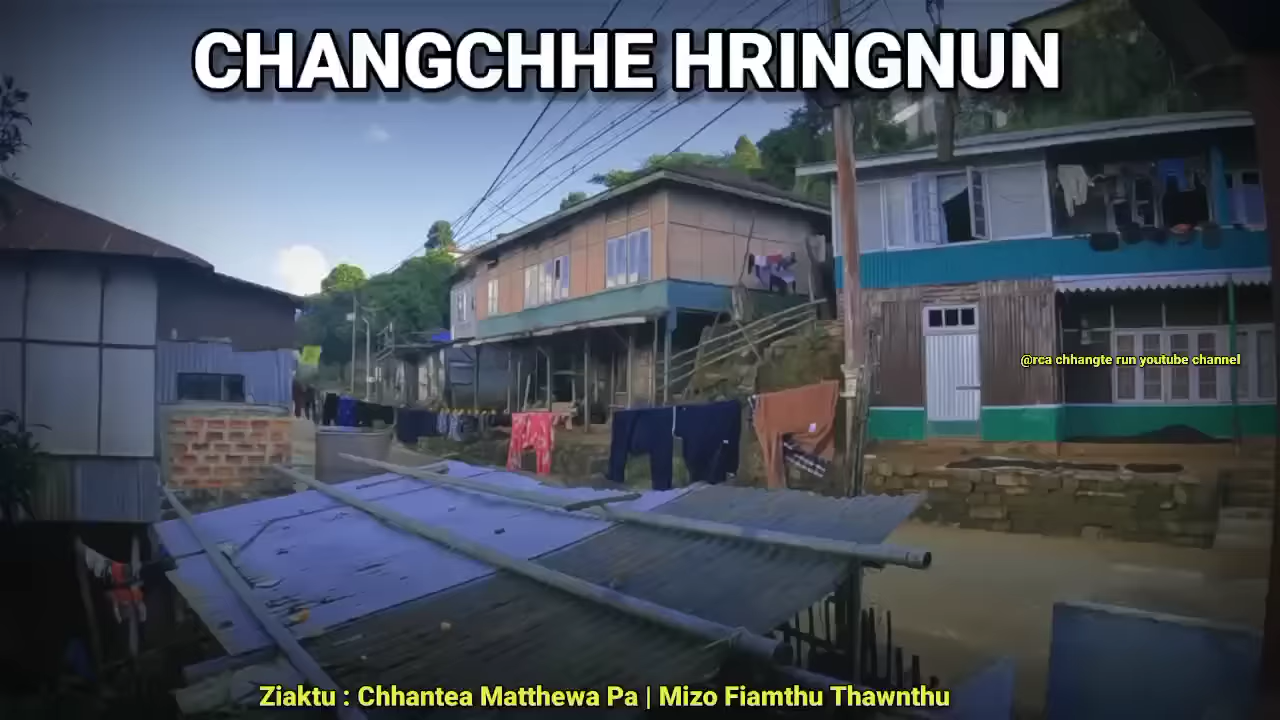 CHANGCHHE HRINGNUN
@rca chhangte run youtube channel
Ziaktu : Chhantea Matthewa Pa | Mizo Fiamthu Thawnthu